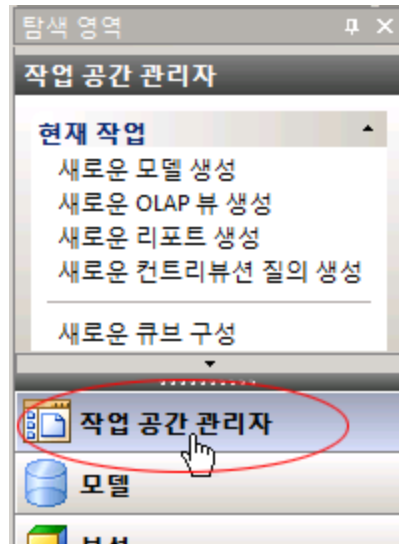 탐색 영역
작업 공간 관리자
현재 작업
새로운 모델 생성
새로운 OLAP 뷰 생성
새로운 리포트 생성
새로운 컨트리뷰션 질의 생성
새로운 큐브 구성
작업 공간 관리자
모델